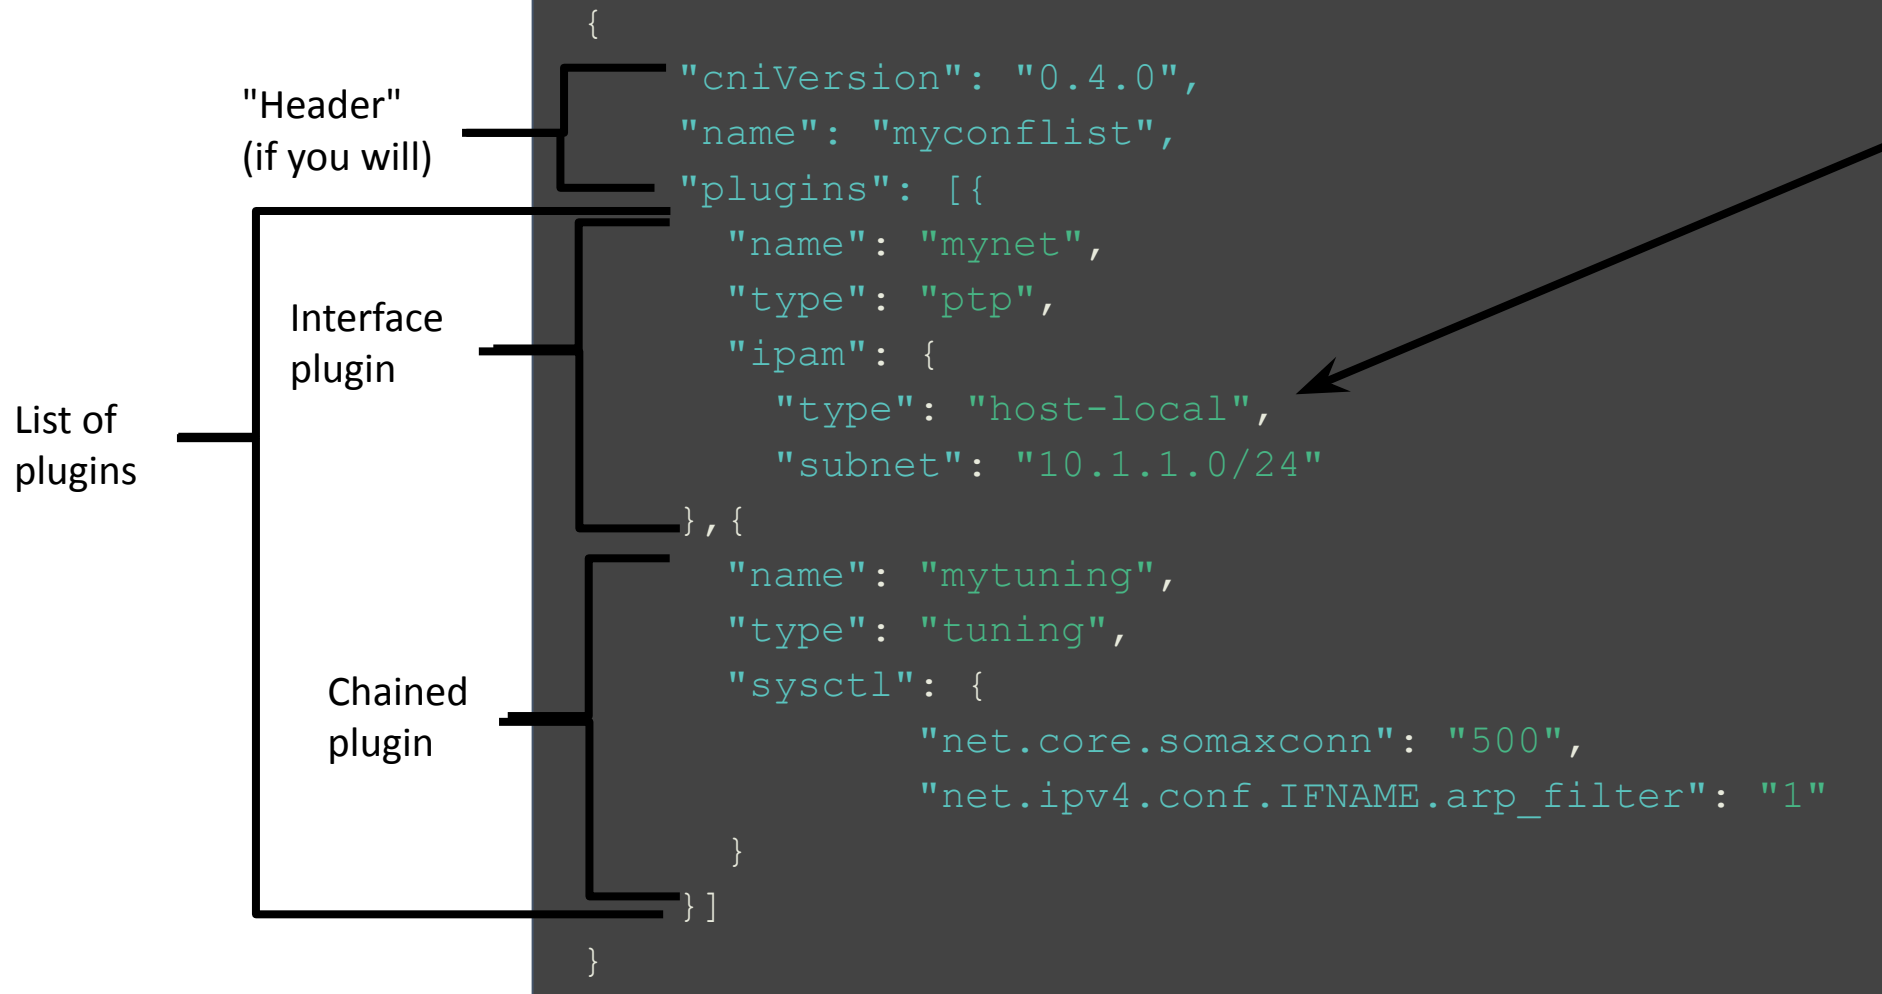 "Header"
(if you will)
Interface
plugin
List of
plugins
Chained
plugin
{
"cniVersion": "0.4.0",
"name": "myconflist",
"plugins": [{
"name": "mynet",
"type": "ptp",
"ipam": {
"type": "host-local",
"subnet": "10.1.1.0/24"
},{
"name": "mytuning",
"type": "tuning",
"sysctl": {
"net.core.somaxconn": "500",
"net.ipv4.conf.IFNAME.arp_filter": "1"
}
}]
}